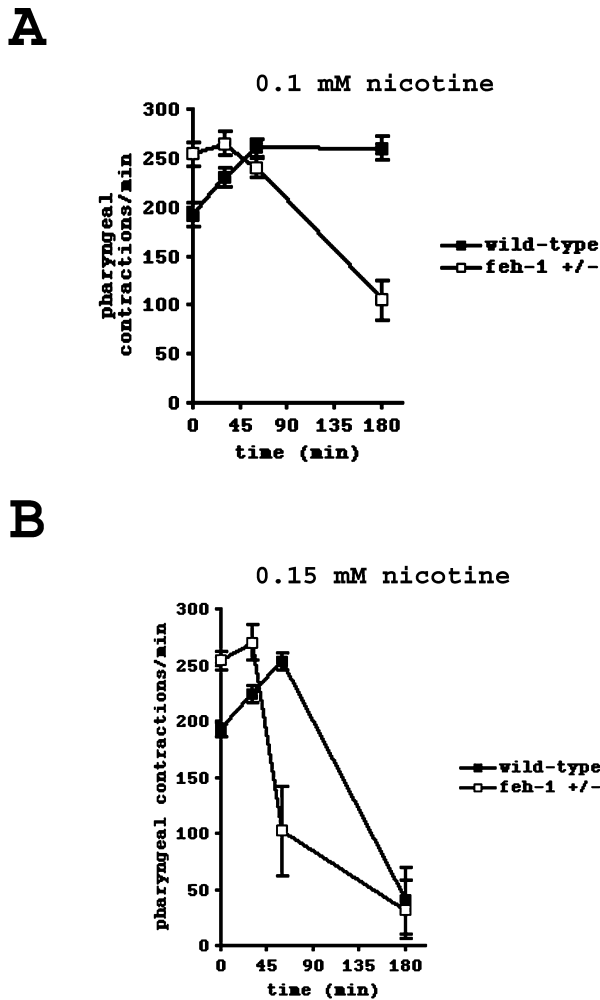 A
0.1 mM nicotine
300
250
200
150
100
50
0
pharyngeal
contractions/min
0 45 90 135 180
time (min)
wild-type
feh-1 +/-
B
0.15 mM nicotine
300
250
200
150
100
50
0
pharyngeal contractions/min
0 45 90 135 180
time (min)
wild-type
feh-1 +/-